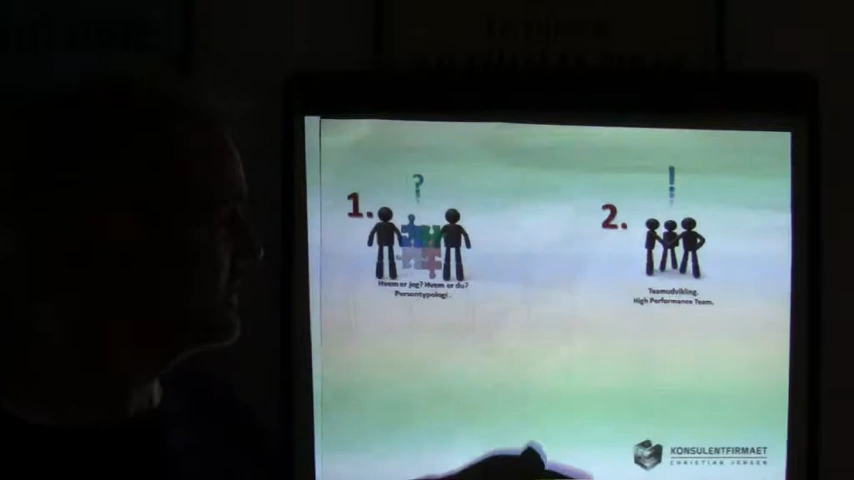 ?
1.
Hvem er jeg? Hvem er du?
Persontypologi.
!
2.
Teamudvikling.
High Performance Team.
KONSULENTFIRMAET
CHRISTIAN JENSEN